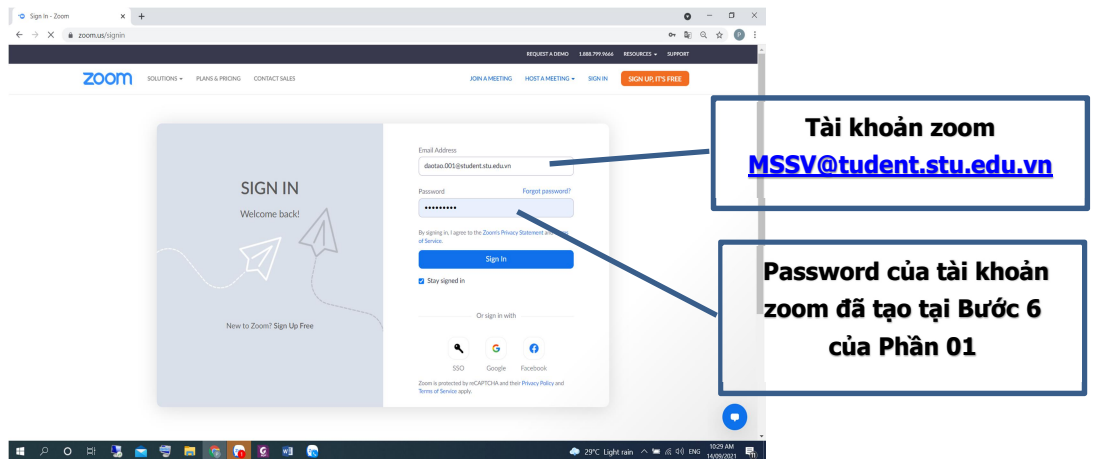 Sign In - Zoom
zoom.us/signin
REQUEST A DEMO 1.888.799.9666 RESOURCES SUPPORT
zoom SOLUTIONS PLANS & PRICING CONTACT SALES JOIN A MEETING HOST A MEETING SIGN IN SIGN UP, IT'S FREE
Tài khoản zoom
MSSV@tudent.stu.edu.vn
Email Address
daotao.001@student.stu.edu.vn
SIGN IN
Welcome back!
Password Forgot password?
•••••••••
By signing in, I agree to the Zoom's Privacy Statement and
of Service.
Sign In
Stay signed in
Password của tài khoản
zoom đã tạo tại Bước 6
của Phần 01
New to Zoom? Sign Up Free
Or sign in with
SSO Google Facebook
Zoom is protected by reCAPTCHA and their Privacy Policy and
Terms of Service apply.
29°C Light rain ENG
10:29 AM
14/09/2021